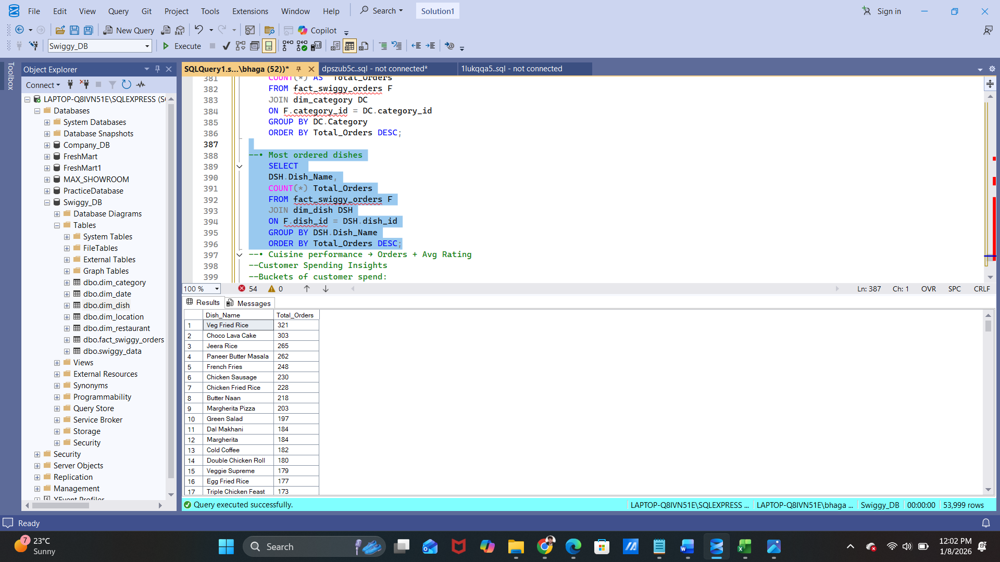 File Edit View Query Git Project Tools Extensions Window Help Search Solution1 Sign in
New Query DAX Copilot
Swiggy_DB Execute
Toolbox
Object Explorer
Connect
LAPTOP-Q8IVN51E\SQLEXPRESS (S
Databases
System Databases
Database Snapshots
Company_DB
FreshMart
FreshMart1
MAX_SHOWROOM
PracticeDatabase
Swiggy_DB
Database Diagrams
Tables
System Tables
FileTables
External Tables
Graph Tables
dbo.dim_category
dbo.dim_date
dbo.dim_dish
dbo.dim_location
dbo.dim_restaurant
dbo.fact_swiggy_orders
dbo.swiggy_data
Views
External Resources
Synonyms
Programmability
Query Store
Service Broker
Storage
Security
Security
Server Objects
Replication
Management
XEvent Profiler
SQLQuery1.s...\bhaga (52))* dpszub5c..sql - not connected* 1lukqqa5..sql - not connected
381 COUNT(*) AS Total_Orders
382 FROM fact_swiggy_orders F
383 JOIN dim_category DC
384 ON F.category_id = DC.category_id
385 GROUP BY DC.Category
386 ORDER BY Total_Orders DESC;
387
388 --• Most ordered dishes
389 SELECT
390 DSH.Dish_Name,
391 COUNT(*) Total_Orders
392 FROM fact_swiggy_orders F
393 JOIN dim_dish DSH
394 ON F.dish_id = DSH.dish_id
395 GROUP BY DSH.Dish_Name
396 ORDER BY Total_Orders DESC;
397 --• Cuisine performance → Orders + Avg Rating
398 --Customer Spending Insights
399 --Buckets of customer spend:
100 % 54 0 Ln: 387 Ch: 1 OVR SPC CRLF
Results Messages
Dish_Name Total_Orders
1 Veg Fried Rice 321
2 Choco Lava Cake 303
3 Jeera Rice 265
4 Paneer Butter Masala 262
5 French Fries 248
6 Chicken Sausage 230
7 Chicken Fried Rice 228
8 Butter Naan 218
9 Margherita Pizza 203
10 Green Salad 197
11 Dal Makhani 184
12 Margherita 184
13 Cold Coffee 182
14 Double Chicken Roll 180
15 Veggie Supreme 179
16 Egg Fried Rice 177
17 Triple Chicken Feast 173
Query executed successfully. LAPTOP-Q8IVN51E\SQLEXPRESS ... LAPTOP-Q8IVN51E\bhaga ... Swiggy_DB 00:00:00 53,999 rows
Ready
7 23°C
Sunny
Search
12:02 PM
1/8/2026